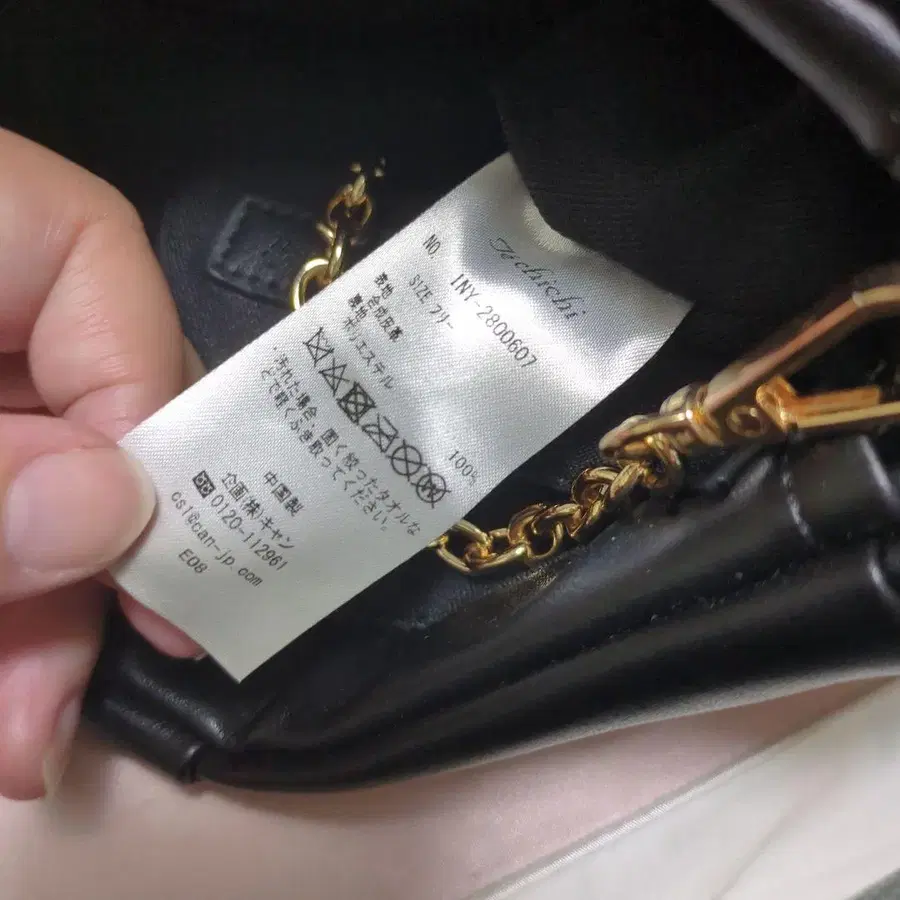 Techichi
NO. INY-2800607
SIZE フリー
表地 合成皮革
裏地 ポリエステル 100%
・汚れた場合、固く絞ったタオルな
どで軽くふき取ってください。
中国製
企画(株)キャン
0120-112961
cs1@can-jp.com
E08